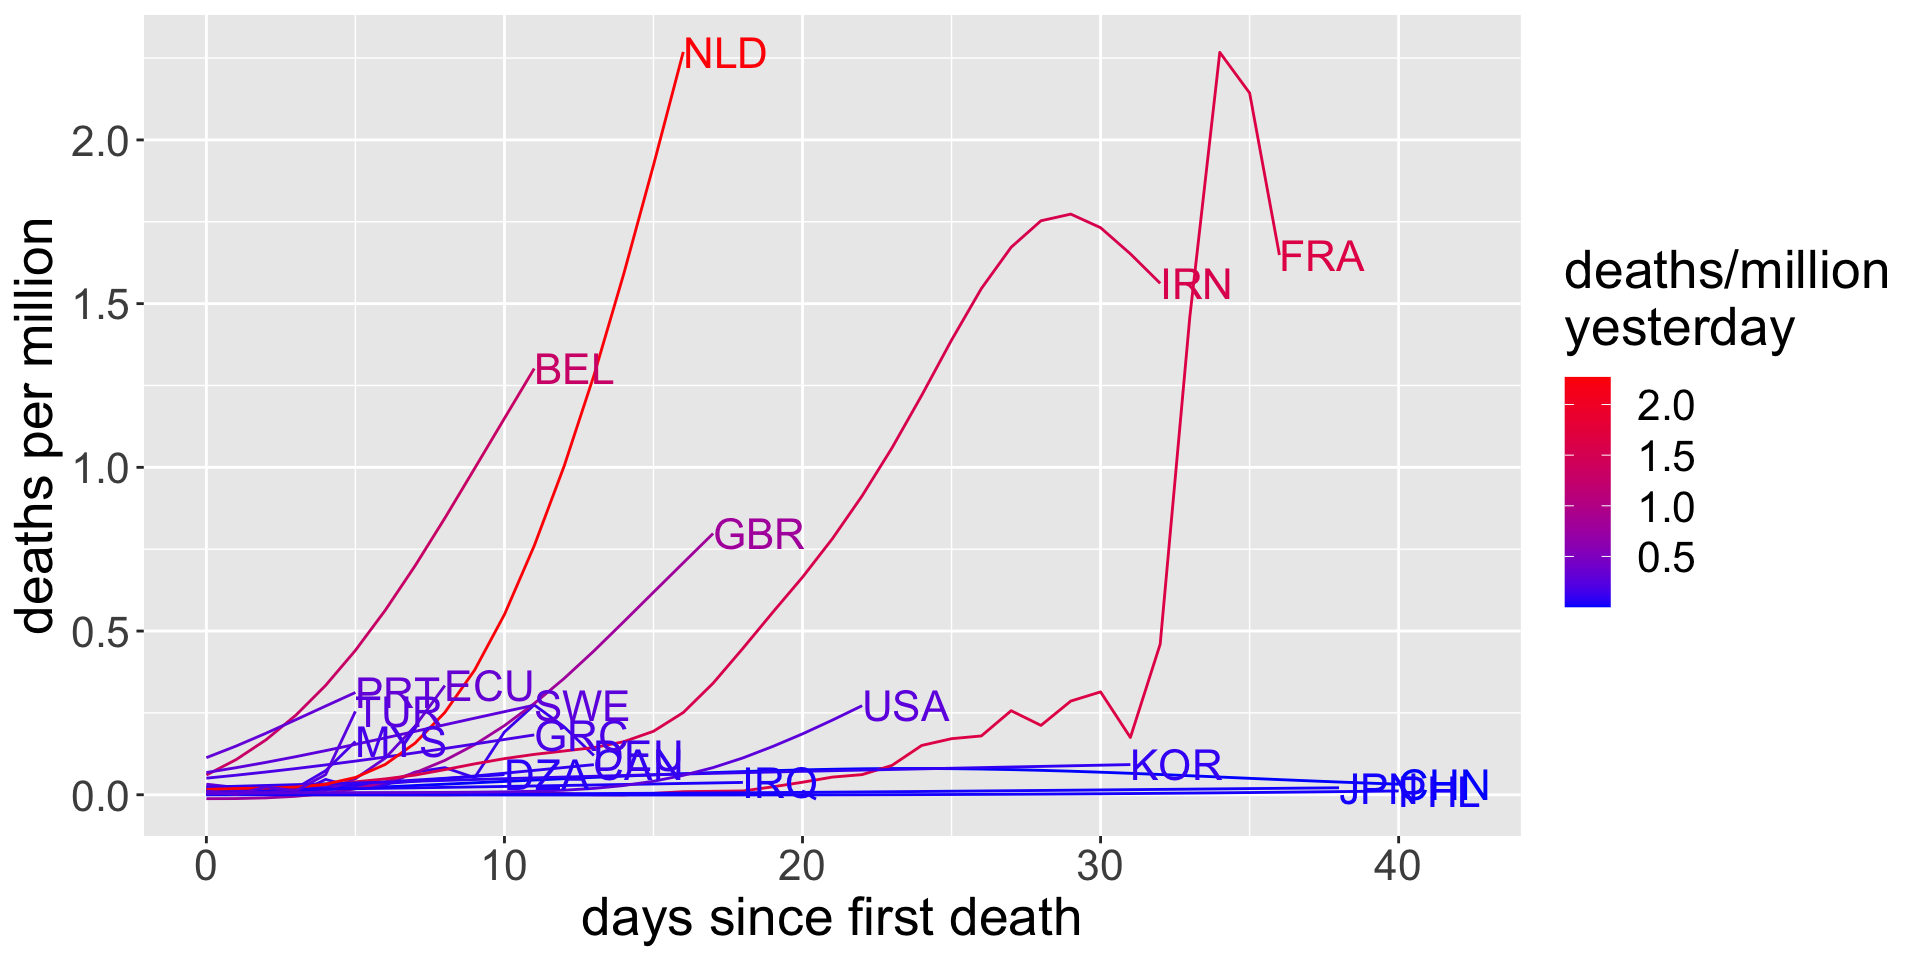 NLD
FRA
IRN
BEL
GBR
PRT
ECU
TUR
SWE
USA
MYS
GRC
DEU
DZA
CAN
IRQ
KOR
JPN
CHN
PHL
2.0
1.5
1.0
0.5
0.0
0
10
20
30
40
days since first death
deaths per million
deaths/million
yesterday
2.0
1.5
1.0
0.5